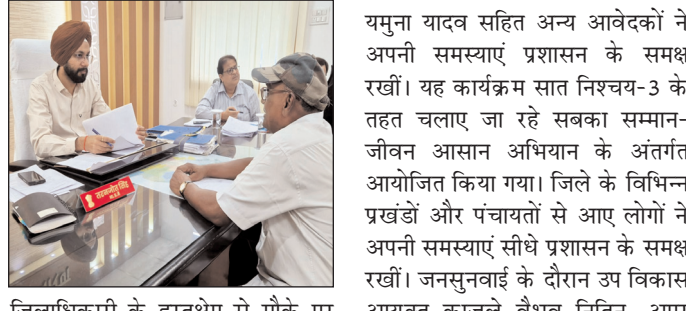 यमुना यादव सहित अन्य आवेदकों ने
अपनी समस्याएं प्रशासन के समक्ष
रखीं। यह कार्यक्रम सात निश्चय-3 के
तहत चलाए जा रहे सबका सम्मान-
जीवन आसान अभियान के अंतर्गत
आयोजित किया गया। जिले के विभिन्न
प्रखंडों और पंचायतों से आए लोगों ने
अपनी समस्याएं सीधे प्रशासन के समक्ष
रखीं। जनसुनवाई के दौरान उप विकास